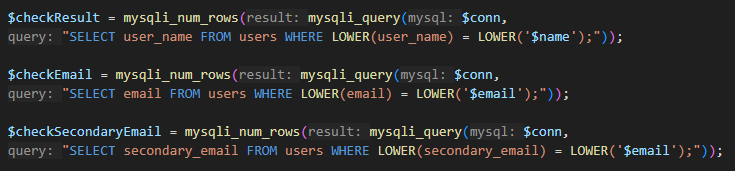 $checkResult = mysqli_num_rows(result: mysqli_query(mysql: $conn,
query: "SELECT user_name FROM users WHERE LOWER(user_name) = LOWER('$name');"));
$checkEmail = mysqli_num_rows(result: mysqli_query(mysql: $conn,
query: "SELECT email FROM users WHERE LOWER(email) = LOWER('$email');"));
$checkSecondaryEmail = mysqli_num_rows(result: mysqli_query(mysql: $conn,
query: "SELECT secondary_email FROM users WHERE LOWER(secondary_email) = LOWER('$email');"));